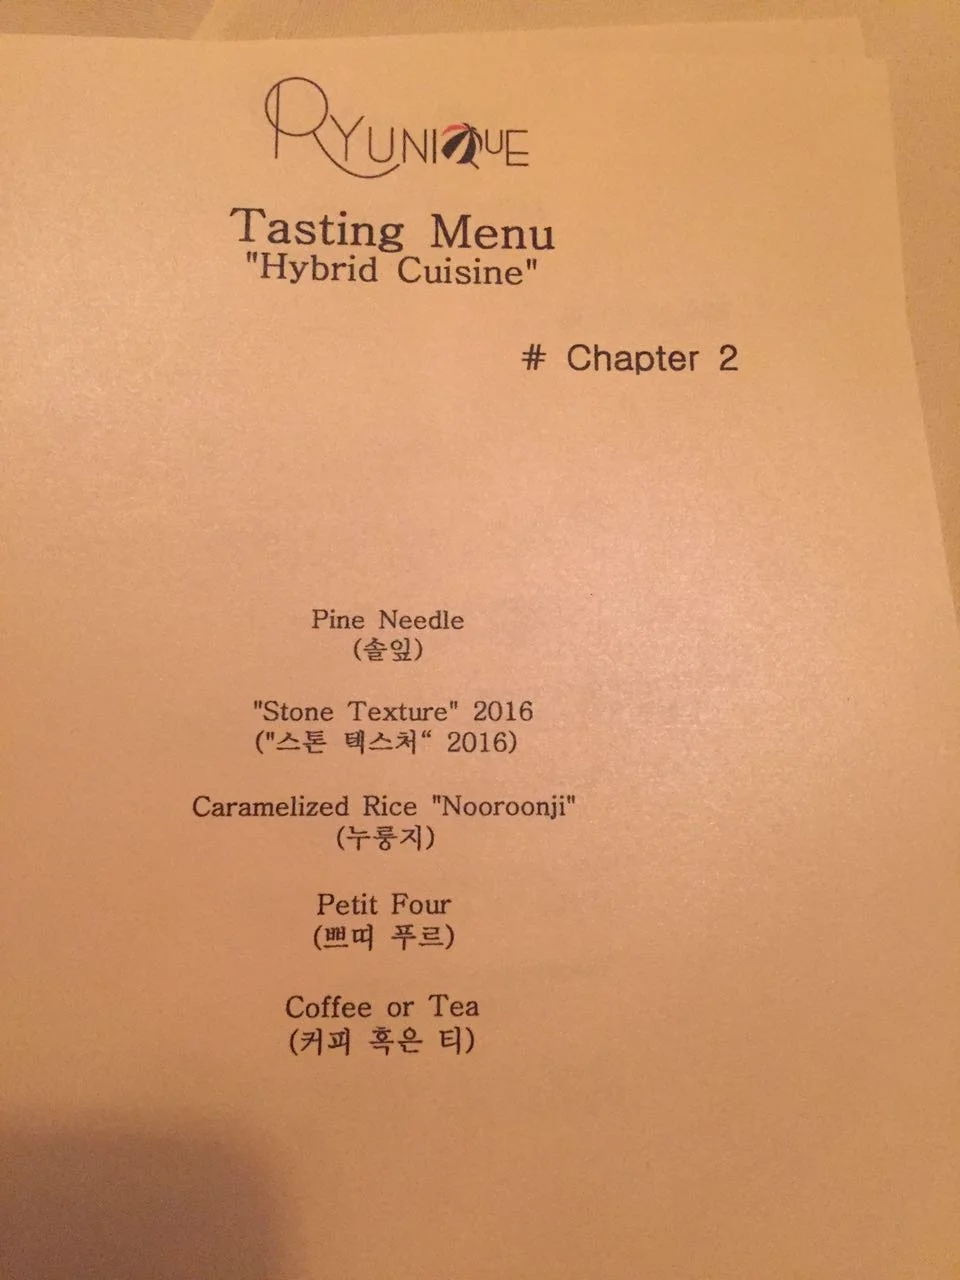 RYUNIQUE
Tasting Menu
"Hybrid Cuisine"
# Chapter 2
Pine Needle
(솔잎)
"Stone Texture" 2016
("스톤 텍스처“ 2016)
Caramelized Rice "Nooroonji"
(누룽지)
Petit Four
(쁘띠 푸르)
Coffee or Tea
(커피 혹은 티)